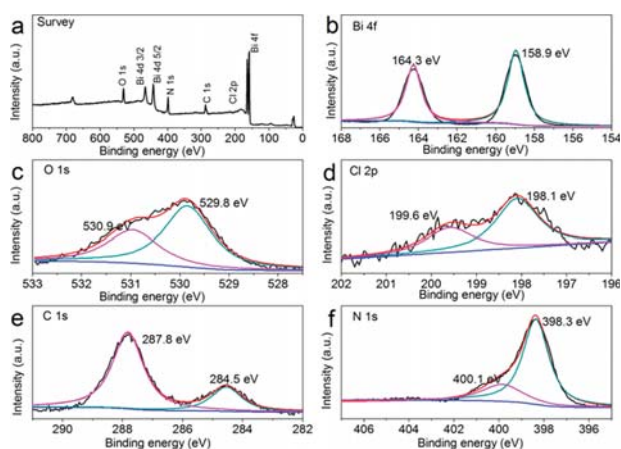 a Survey
O 1s
Bi 4d 3/2
Bi 4d 5/2
N 1s
C 1s
Cl 2p
Bi 4f
Intensity (a.u.)
800 700 600 500 400 300 200 100 0
Binding energy (eV)
b Bi 4f
164.3 eV
158.9 eV
Intensity (a.u.)
168 166 164 162 160 158 156 154
Binding energy (eV)
c O 1s
530.9 eV
529.8 eV
Intensity (a.u.)
533 532 531 530 529 528
Binding energy (eV)
d Cl 2p
199.6 eV
198.1 eV
Intensity (a.u.)
202 201 200 199 198 197 196
Binding energy (eV)
e C 1s
287.8 eV
284.5 eV
Intensity (a.u.)
290 288 286 284 282
Binding energy (eV)
f N 1s
400.1 eV
398.3 eV
Intensity (a.u.)
406 404 402 400 398 396
Binding energy (eV)